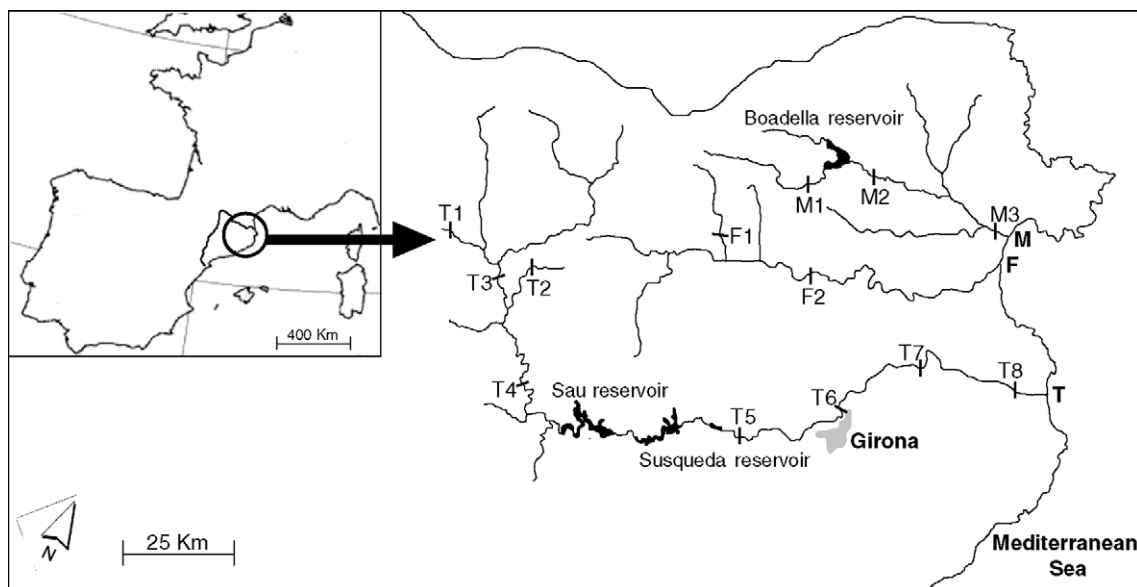 400 Km
Boadella reservoir
T1
M1
M2
M3
M
F1
F
T3
T2
F2
T7
T4
Sau reservoir
T6
T8
T
T5
Girona
Susqueda reservoir
N
25 Km
Mediterranean
Sea